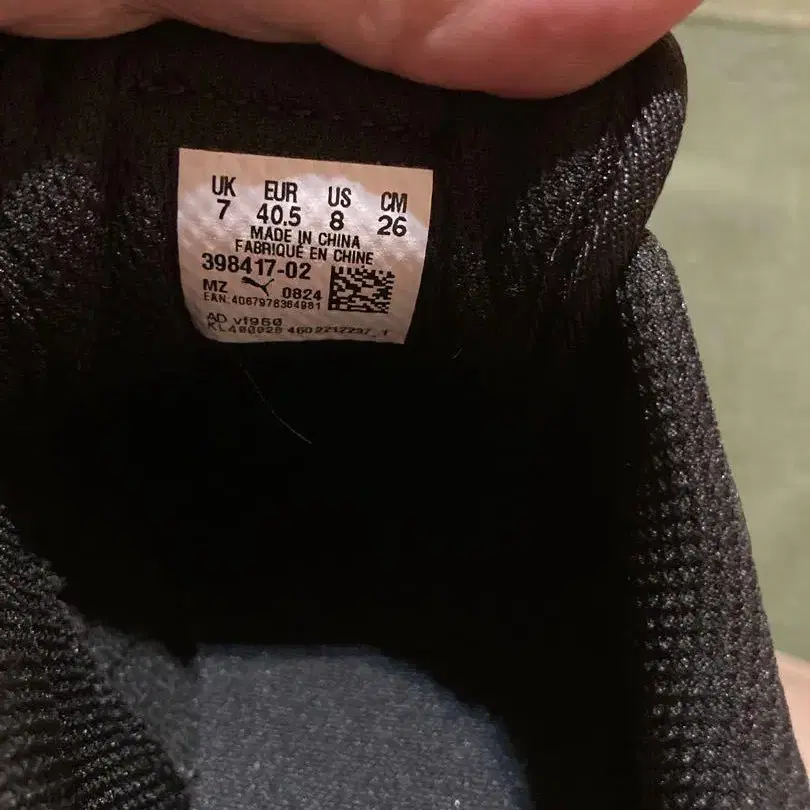 UK EUR US CM
7 40.5 8 26
MADE IN CHINA
FABRIQUÉ EN CHINE
398417-02
MZ 0824
EAN: 4067978364981
AD vf960